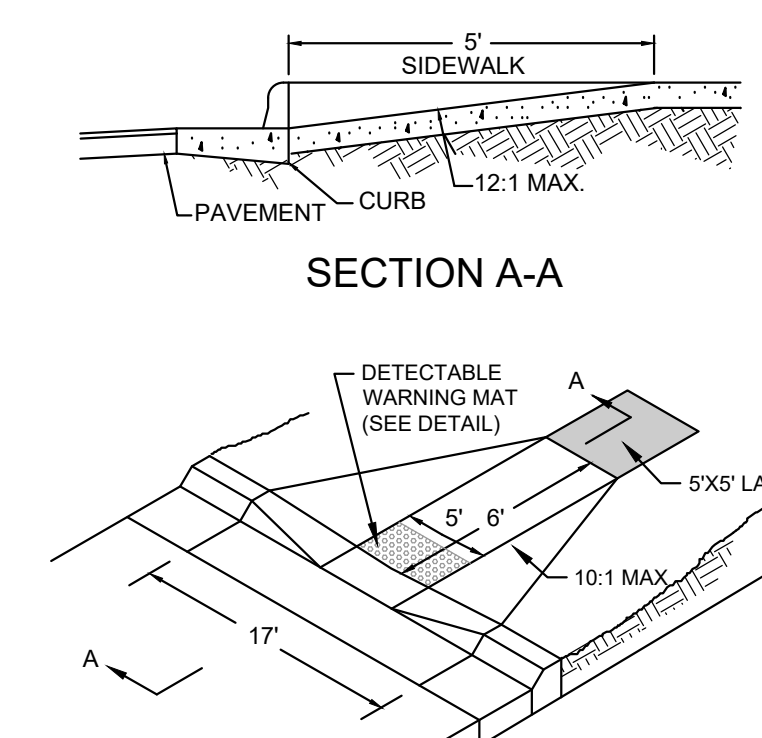 5'
SIDEWALK
12:1 MAX.
CURB
PAVEMENT
SECTION A-A
DETECTABLE
WARNING MAT
(SEE DETAIL)
A
5'X5' LA
5'
6'
10:1 MAX
17'
A